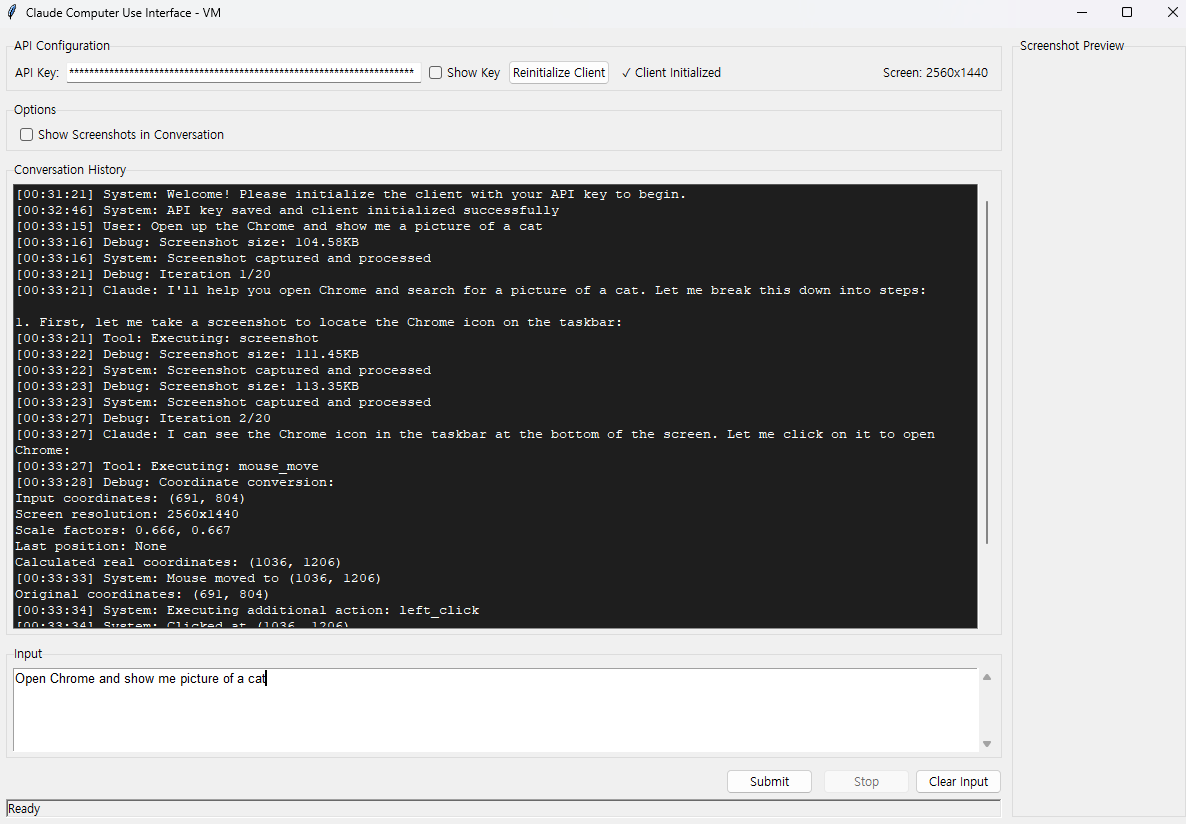 Claude Computer Use Interface - VM
API Configuration
Screenshot Preview
API Key: ********************************************************************* Show Key Reinitialize Client ✓ Client Initialized Screen: 2560x1440
Options
Show Screenshots in Conversation
Conversation History
[00:31:21] System: Welcome! Please initialize the client with your API key to begin.
[00:32:46] System: API key saved and client initialized successfully
[00:33:15] User: Open up the Chrome and show me a picture of a cat
[00:33:16] Debug: Screenshot size: 104.58KB
[00:33:16] System: Screenshot captured and processed
[00:33:21] Debug: Iteration 1/20
[00:33:21] Claude: I'll help you open Chrome and search for a picture of a cat. Let me break this down into steps:
1. First, let me take a screenshot to locate the Chrome icon on the taskbar:
[00:33:21] Tool: Executing: screenshot
[00:33:22] Debug: Screenshot size: 111.45KB
[00:33:22] System: Screenshot captured and processed
[00:33:23] Debug: Screenshot size: 113.35KB
[00:33:23] System: Screenshot captured and processed
[00:33:27] Debug: Iteration 2/20
[00:33:27] Claude: I can see the Chrome icon in the taskbar at the bottom of the screen. Let me click on it to open
Chrome:
[00:33:27] Tool: Executing: mouse_move
[00:33:28] Debug: Coordinate conversion:
Input coordinates: (691, 804)
Screen resolution: 2560x1440
Scale factors: 0.666, 0.667
Last position: None
Calculated real coordinates: (1036, 1206)
[00:33:33] System: Mouse moved to (1036, 1206)
Original coordinates: (691, 804)
[00:33:34] System: Executing additional action: left_click
[00:33:34] System: Clicked at (1036, 1206)
Input
Open Chrome and show me picture of a cat
Submit Stop Clear Input
Ready